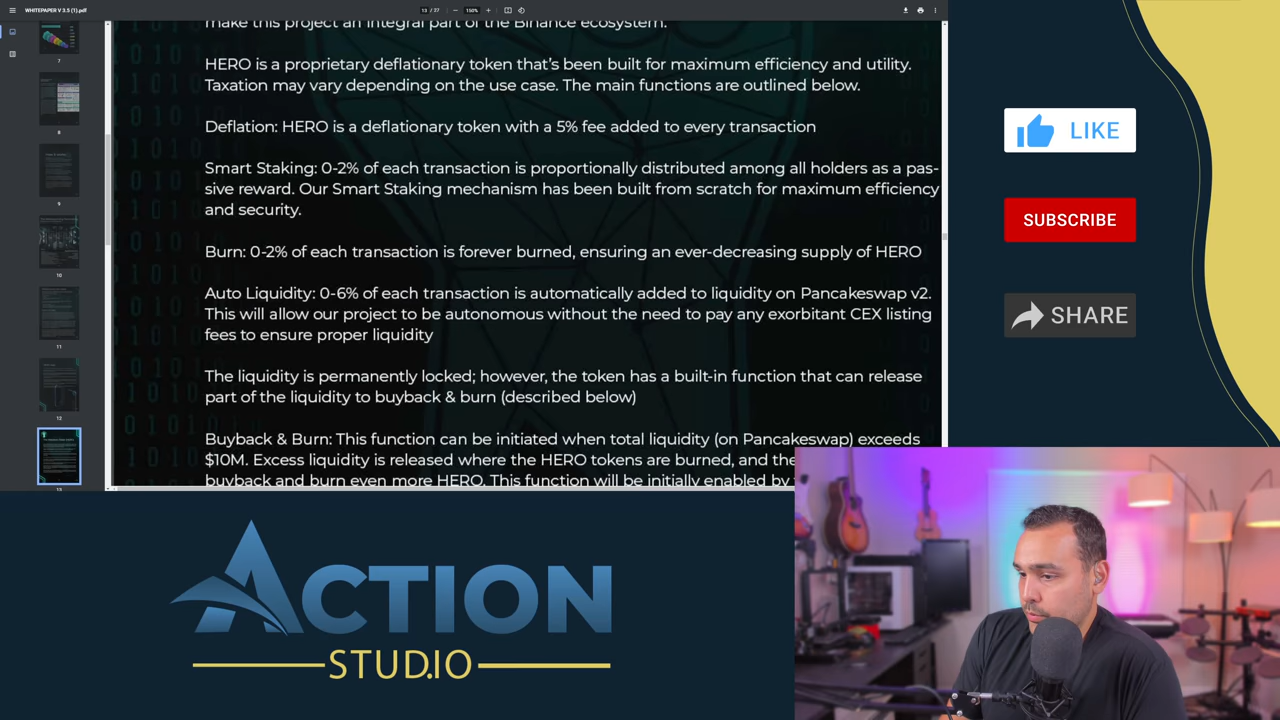 WHITEPAPER V 3.5 (1).pdf
13 / 27
150%
make this project an integral part of the Binance ecosystem.
HERO is a proprietary deflationary token that's been built for maximum efficiency and utility.
Taxation may vary depending on the use case. The main functions are outlined below.
Deflation: HERO is a deflationary token with a 5% fee added to every transaction
Smart Staking: 0-2% of each transaction is proportionally distributed among all holders as a pas-
sive reward. Our Smart Staking mechanism has been built from scratch for maximum efficiency
and security.
Burn: 0-2% of each transaction is forever burned, ensuring an ever-decreasing supply of HERO
Auto Liquidity: 0-6% of each transaction is automatically added to liquidity on Pancakeswap v2.
This will allow our project to be autonomous without the need to pay any exorbitant CEX listing
fees to ensure proper liquidity
The liquidity is permanently locked; however, the token has a built-in function that can release
part of the liquidity to buyback & burn (described below)
Buyback & Burn: This function can be initiated when total liquidity (on Pancakeswap) exceeds
$10M. Excess liquidity is released where the HERO tokens are burned, and the
buyback and burn even more HERO. This function will be initially enabled by
7
8
9
10
11
12
13
LIKE
SUBSCRIBE
SHARE
ACTION
STUD.IO